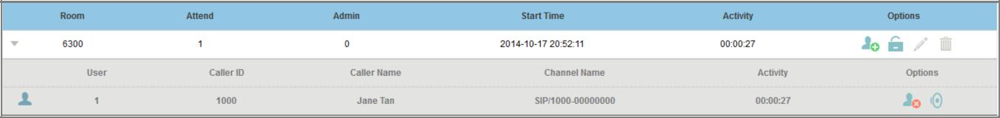 Room Attend Admin Start Time Activity Options
6300 1 0 2014-10-17 20:52:11 00:00:27
User Caller ID Caller Name Channel Name Activity Options
1 1000 Jane Tan SIP/1000-00000000 00:00:27